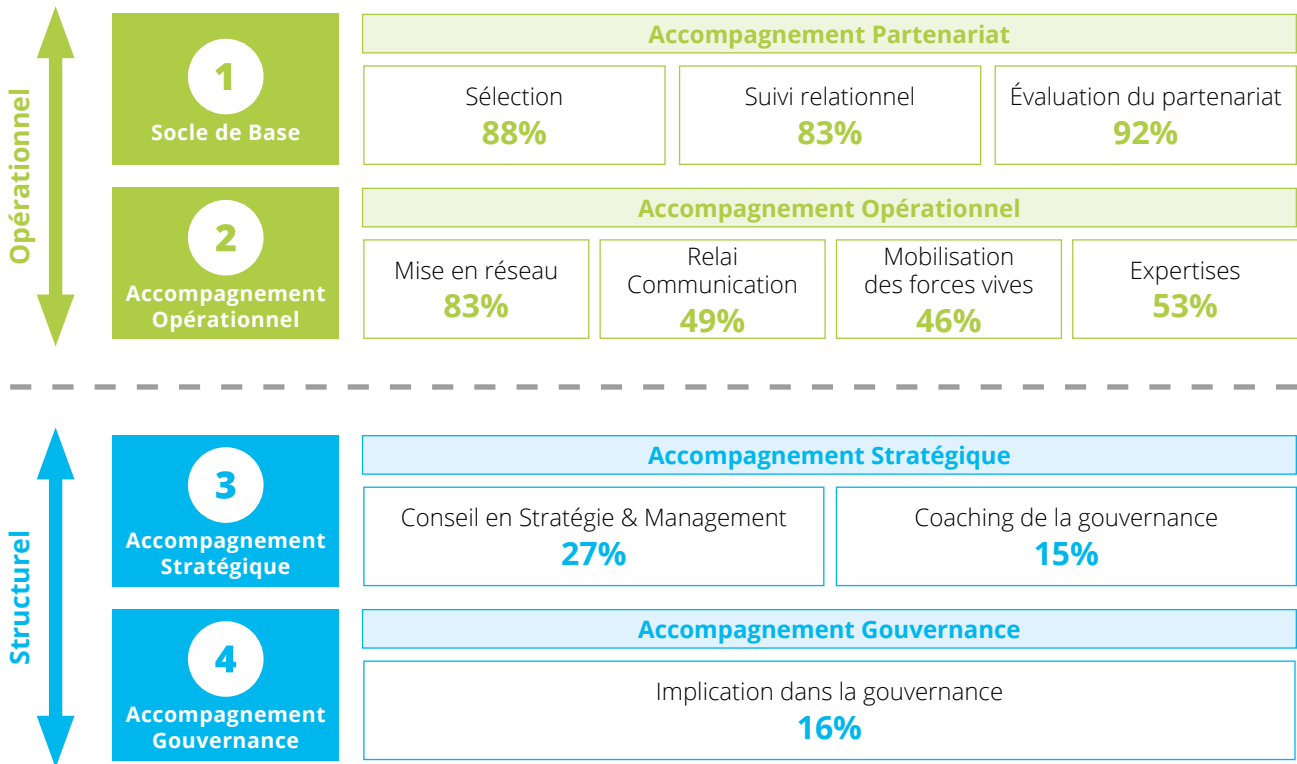 Opérationnel
1
Socle de Base
Accompagnement Partenariat
Sélection
88%
Suivi relationnel
83%
Évaluation du partenariat
92%
2
Accompagnement
Opérationnel
Accompagnement Opérationnel
Mise en réseau
83%
Relai
Communication
49%
Mobilisation
des forces vives
46%
Expertises
53%
Structurel
3
Accompagnement
Stratégique
Accompagnement Stratégique
Conseil en Stratégie & Management
27%
Coaching de la gouvernance
15%
4
Accompagnement
Gouvernance
Accompagnement Gouvernance
Implication dans la gouvernance
16%